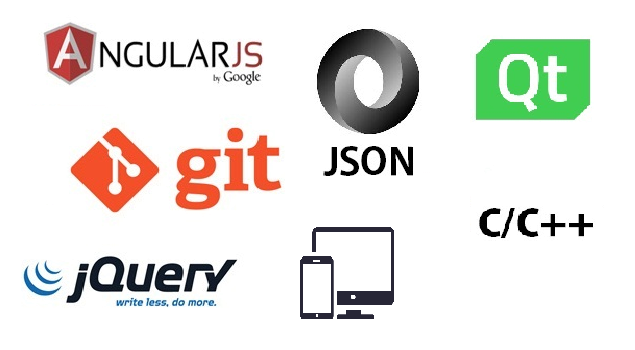 ANGULARJS
by Google
JSON
Qt
git
C/C++
jQuery
write less, do more.